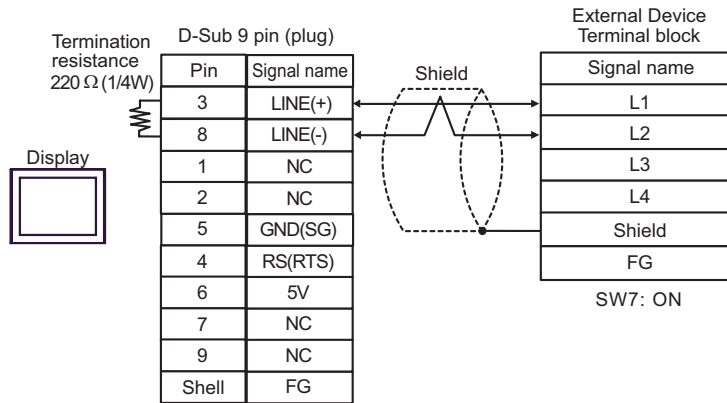 Termination
resistance
220 Ω (1/4W)
D-Sub 9 pin (plug)
Pin Signal name
3 LINE(+)
8 LINE(-)
1 NC
2 NC
5 GND(SG)
4 RS(RTS)
6 5V
7 NC
9 NC
Shell FG
Display
Shield
External Device
Terminal block
Signal name
L1
L2
L3
L4
Shield
FG
SW7: ON